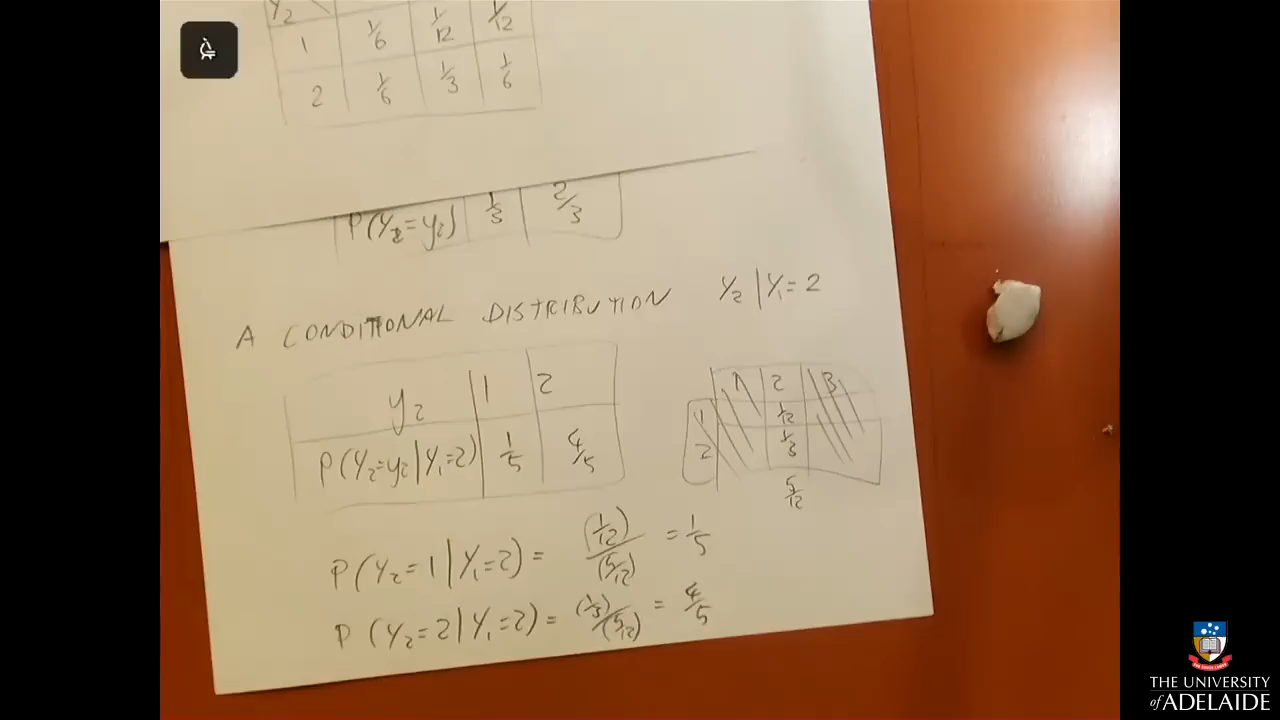 Y₂
1 1/6 1/12 1/12
2 1/6 1/3 1/6
P(Y₂=y₂) 1/3 2/3
A CONDITIONAL DISTRIBUTION Y₂|Y₁=2
y₂ 1 2
P(Y₂=y₂|Y₁=2) 1/5 4/5
1 2 3
1 1/12
2 1/3
5/12
P(Y₂=1|Y₁=2) = (1/12)/(5/12) = 1/5
P(Y₂=2|Y₁=2) = (1/3)/(5/12) = 4/5
THE UNIVERSITY
of ADELAIDE